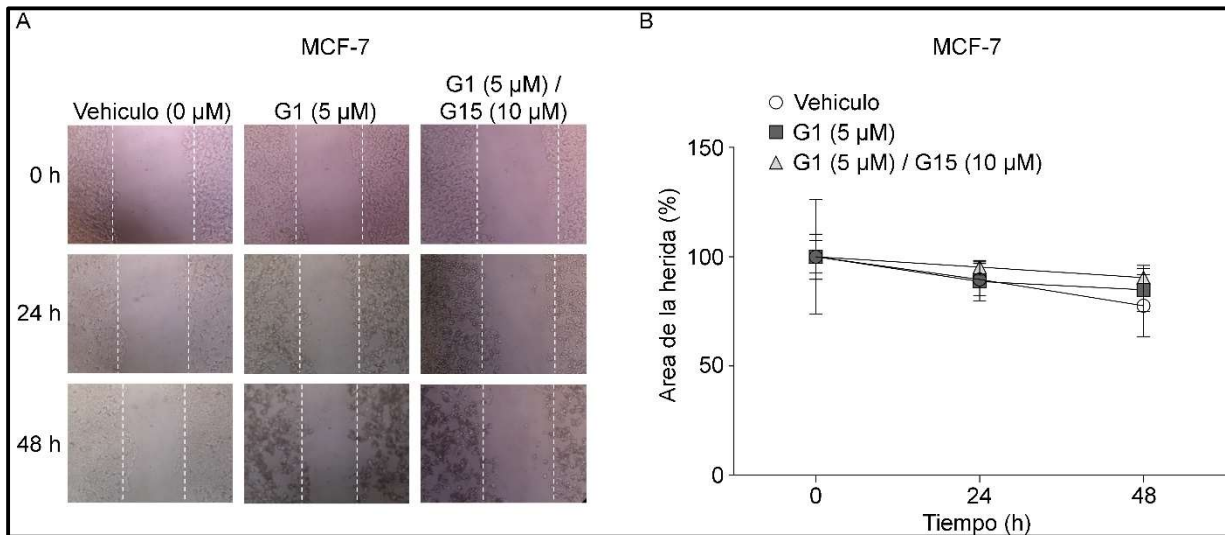 A
MCF-7
Vehiculo (0 µM)
G1 (5 µM)
G1 (5 µM) /
G15 (10 µM)
0 h
24 h
48 h
B
MCF-7
Vehiculo
G1 (5 µM)
G1 (5 µM) / G15 (10 µM)
Area de la herida (%)
150
100
50
0
0 24 48
Tiempo (h)